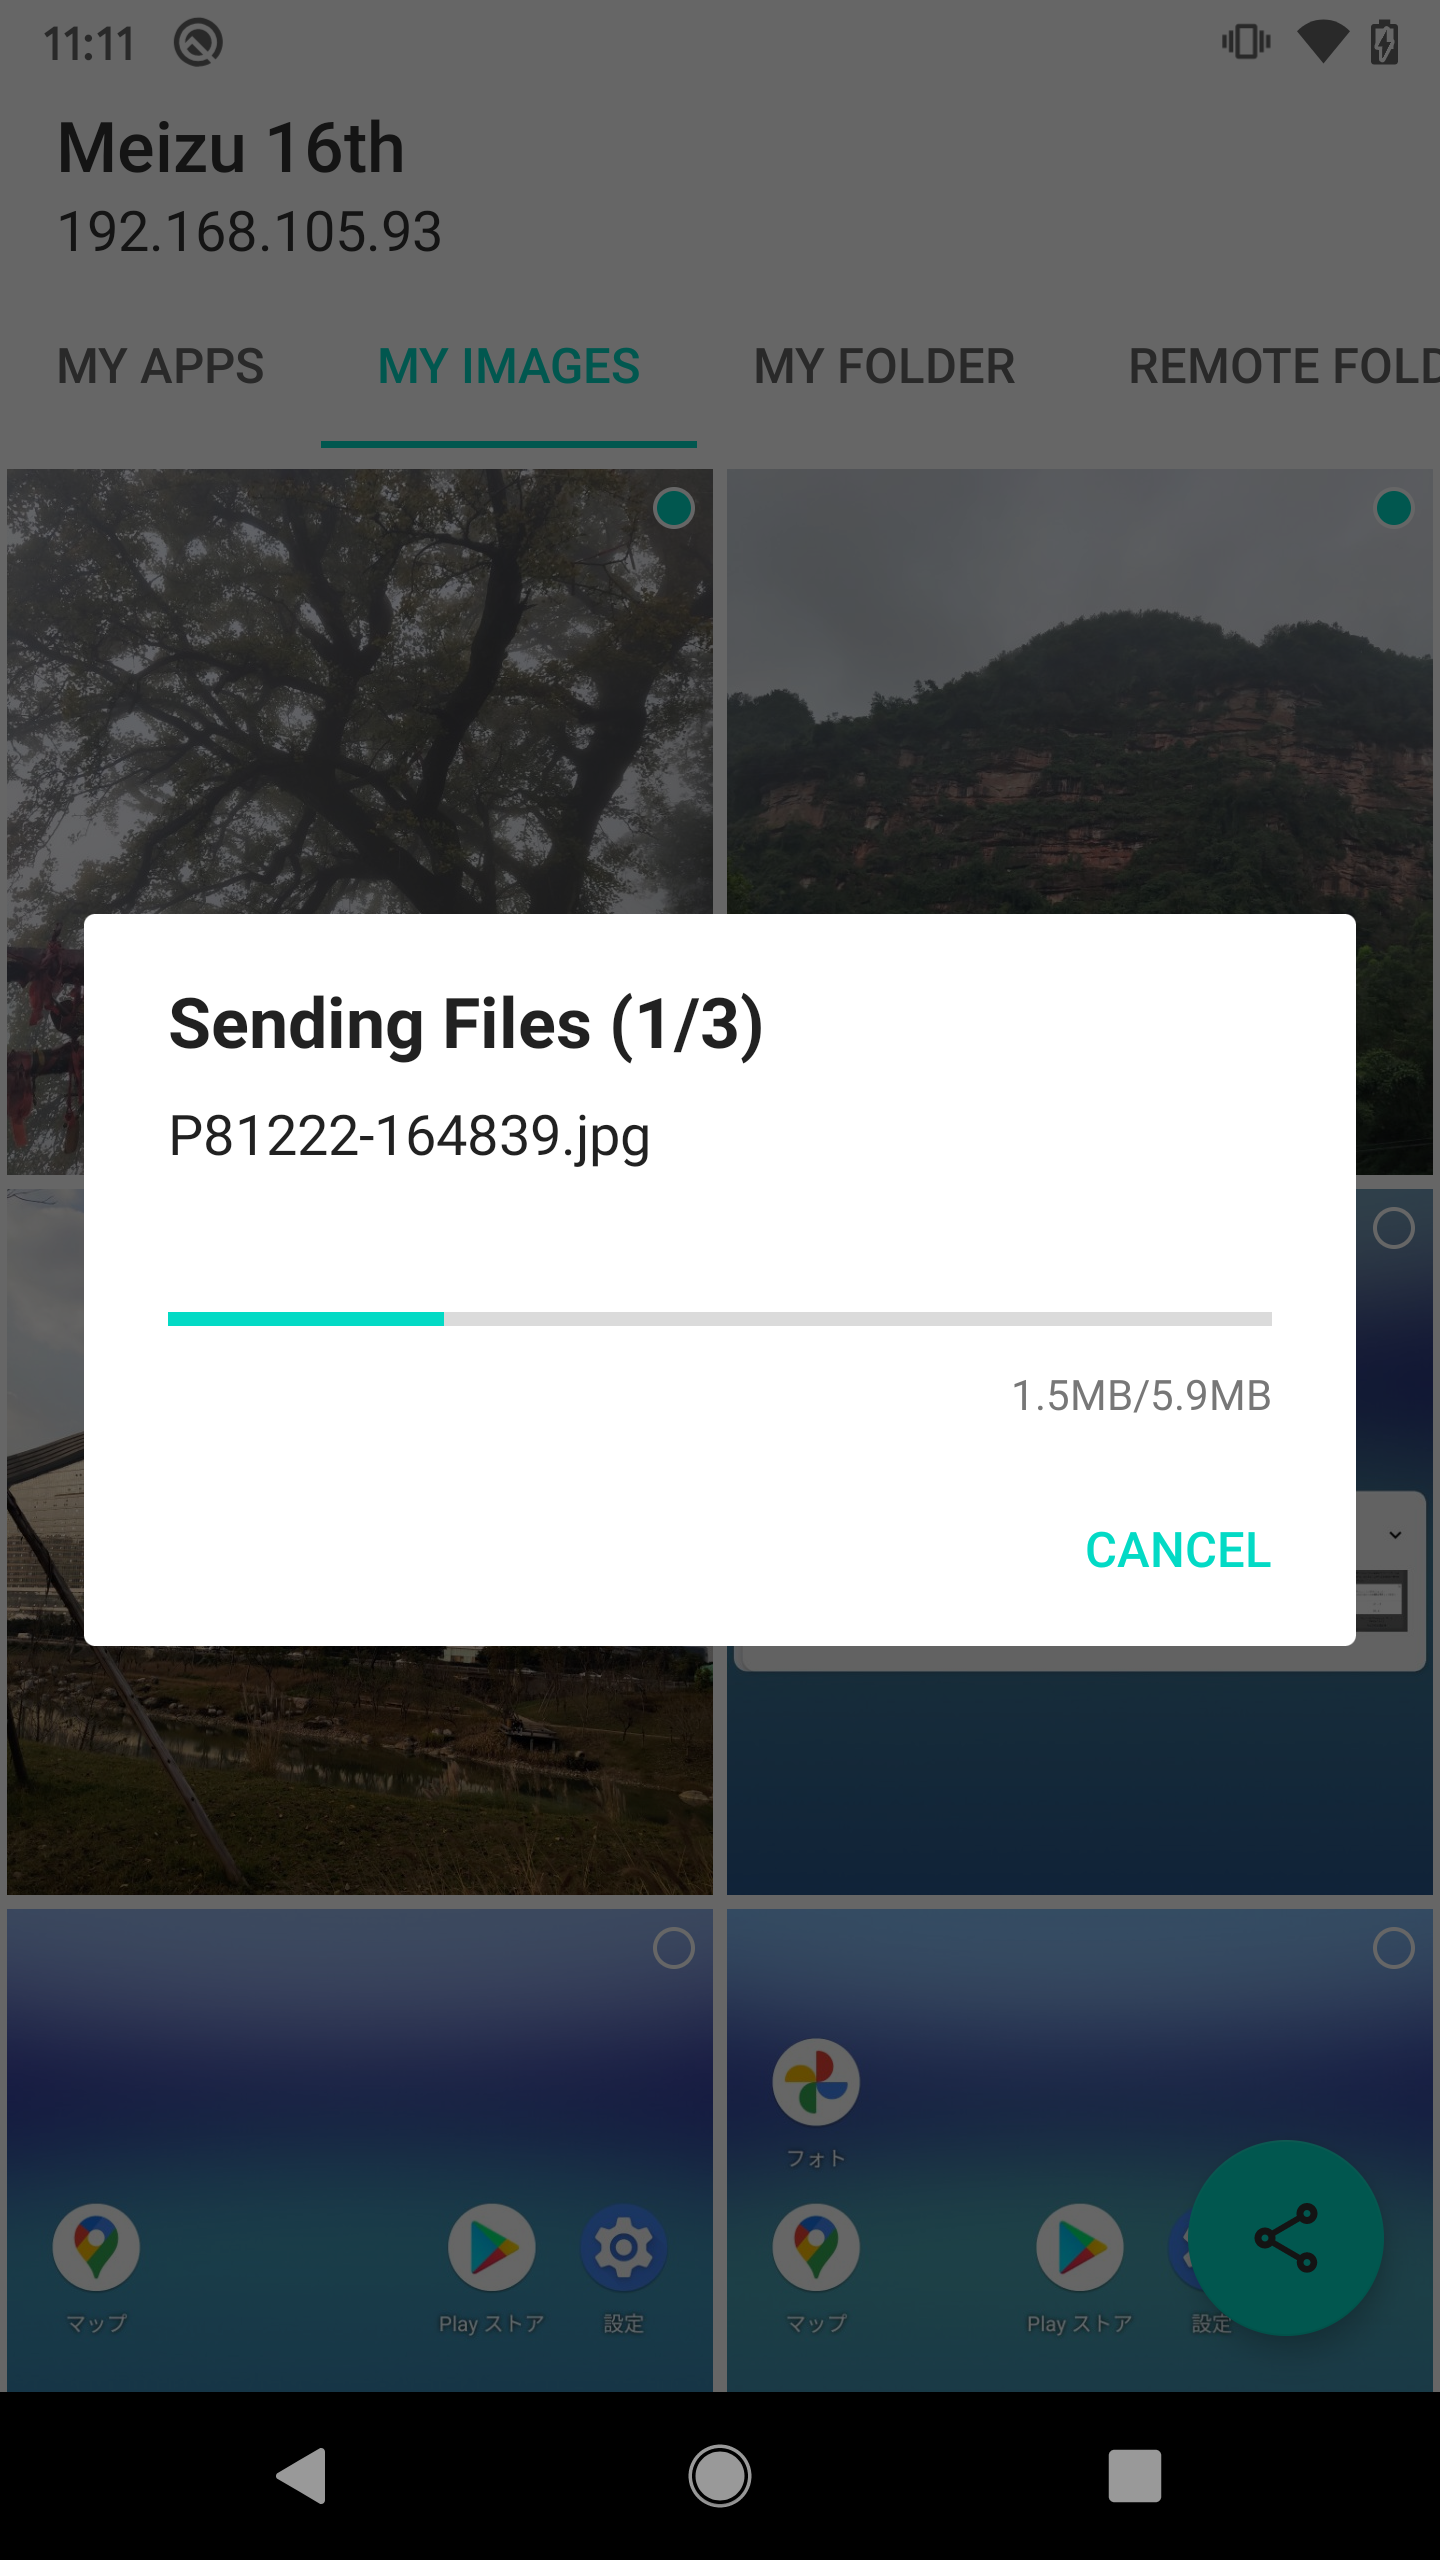 11:11
Meizu 16th
192.168.105.93
MY APPS MY IMAGES MY FOLDER REMOTE FOLD
Sending Files (1/3)
P81222-164839.jpg
1.5MB/5.9MB
CANCEL
フォト
マップ Play ストア 設定
マップ Play ストア 設定